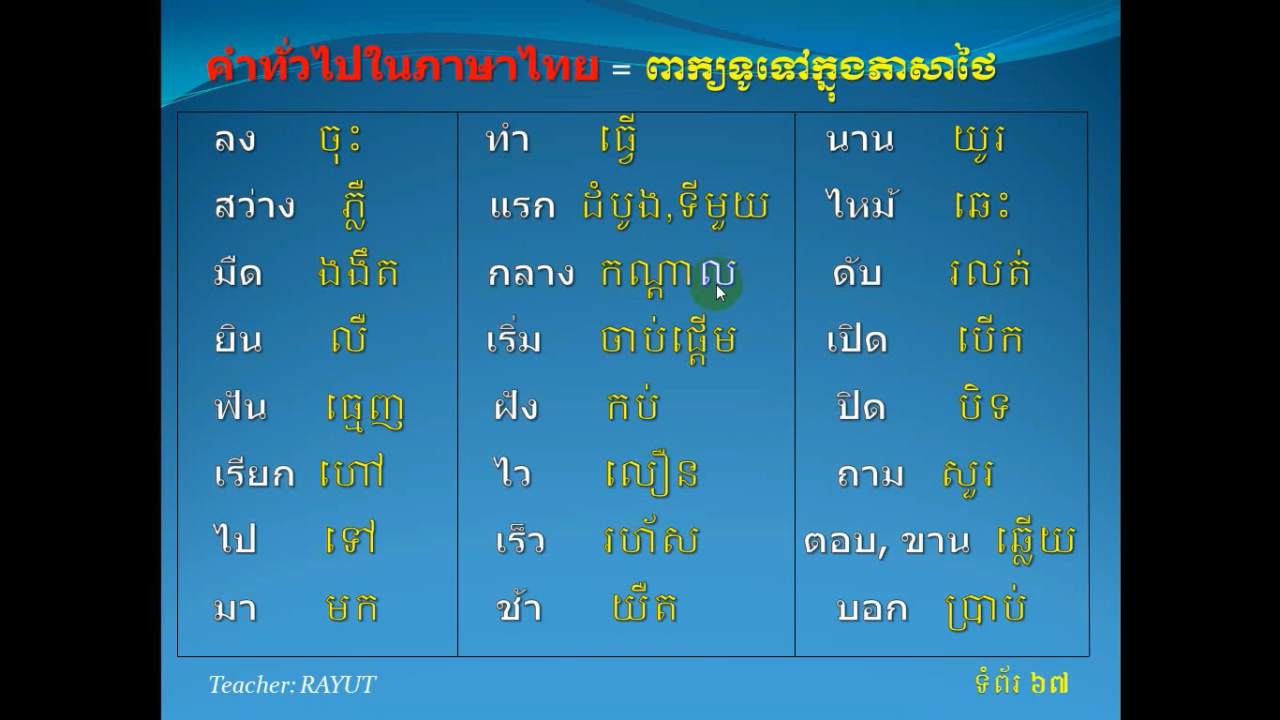 คำทั่วไปในภาษาไทย = ពាក្យទូទៅក្នុងភាសាថៃ
ลง ចុះ
สว่าง ភ្លឺ
มืด ងងឹត
ยิน លឺ
ฟัน ធ្មេញ
เรียก ហៅ
ไป ទៅ
มา មក
ทำ ធ្វើ
แรก ដំបូង,ទីមួយ
กลาง កណ្ដាល
เริ่ม ចាប់ផ្ដើម
ฝัง កប់
ไว លឿន
เร็ว រហ័ស
ช้า យឺត
นาน យូរ
ไหม้ ឆេះ
ดับ រលត់
เปิด បើក
ปิด បិទ
ถาม សួរ
ตอบ, ขาน ឆ្លើយ
บอก ប្រាប់
Teacher: RAYUT
ទំព័រ ៦៧